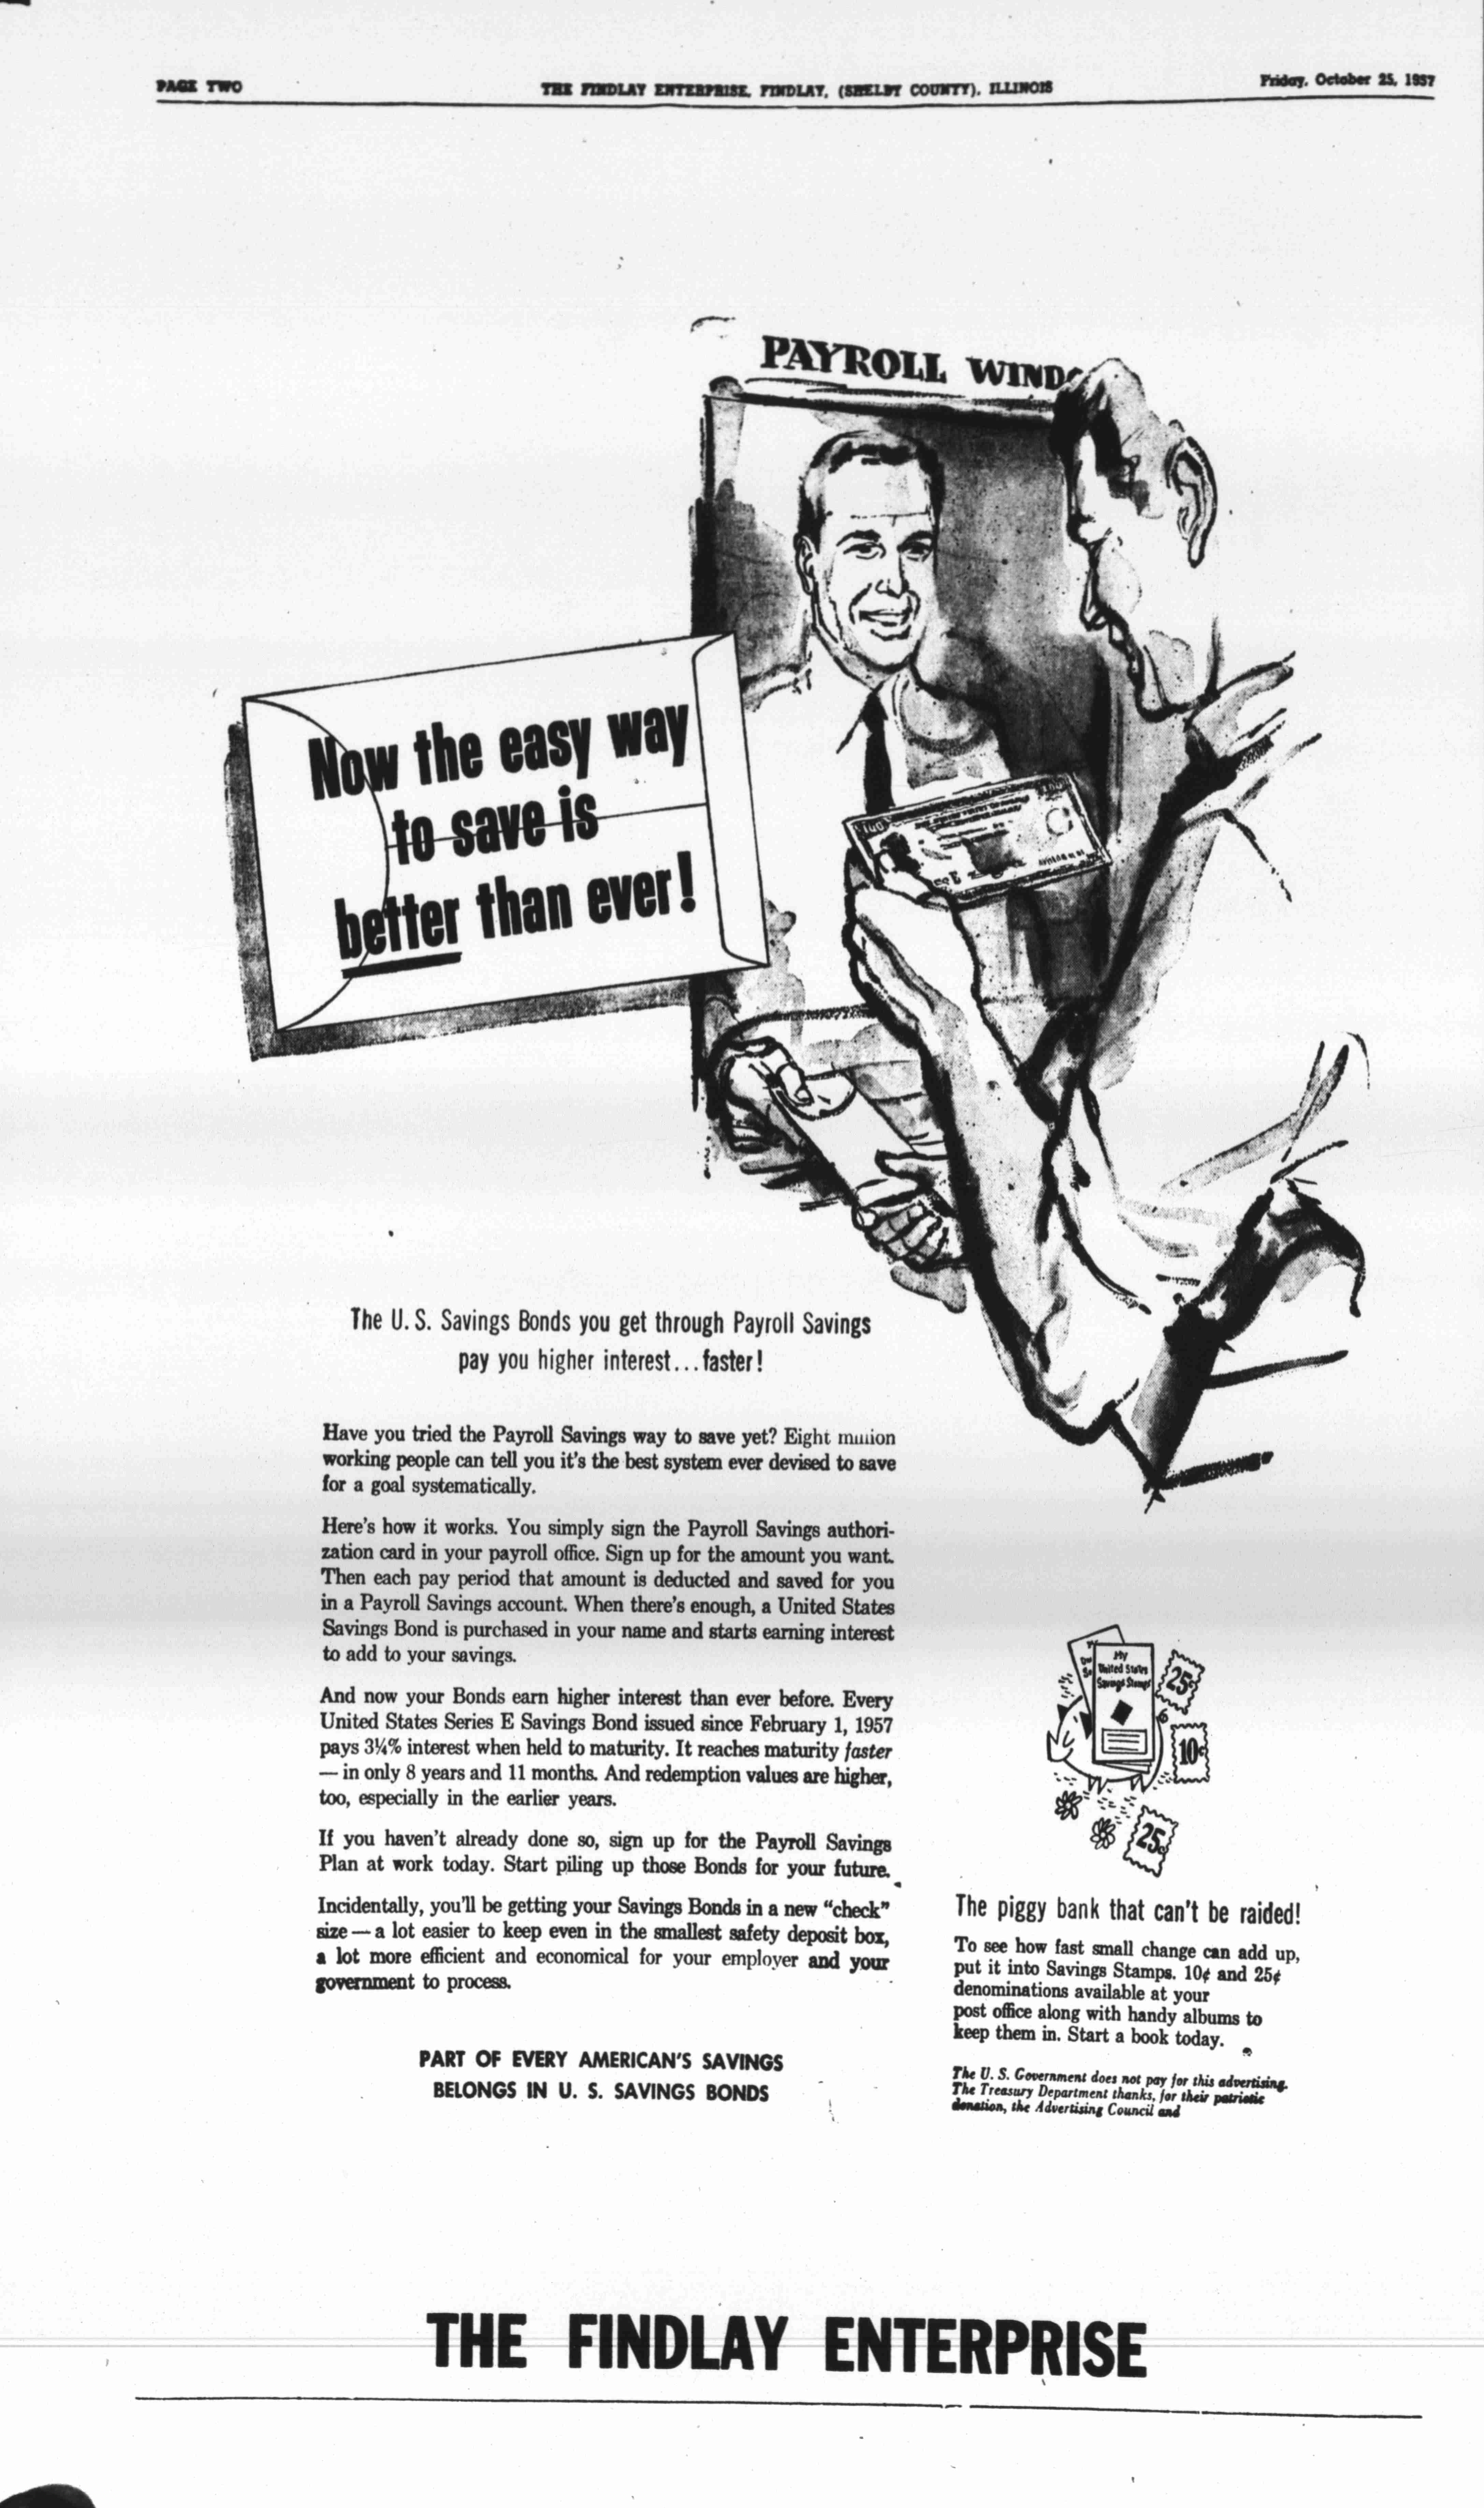 PAGE TWO
THE FINDLAY ENTERPRISE, FINDLAY, (SHELBY COUNTY), ILLINOIS
Friday, October 25, 1957
PAYROLL WINDO
Now the easy way
to save is
better than ever!
The U. S. Savings Bonds you get through Payroll Savings
pay you higher interest...faster!
Have you tried the Payroll Savings way to save yet? Eight million
working people can tell you it's the best system ever devised to save
for a goal systematically.
Here's how it works. You simply sign the Payroll Savings authori-
zation card in your payroll office. Sign up for the amount you want.
Then each pay period that amount is deducted and saved for you
in a Payroll Savings account. When there's enough, a United States
Savings Bond is purchased in your name and starts earning interest
to add to your savings.
And now your Bonds earn higher interest than ever before. Every
United States Series E Savings Bond issued since February 1, 1957
pays 3¼% interest when held to maturity. It reaches maturity faster
— in only 8 years and 11 months. And redemption values are higher,
too, especially in the earlier years.
If you haven't already done so, sign up for the Payroll Savings
Plan at work today. Start piling up those Bonds for your future.
Incidentally, you'll be getting your Savings Bonds in a new "check"
size — a lot easier to keep even in the smallest safety deposit box,
a lot more efficient and economical for your employer and your
government to process.
PART OF EVERY AMERICAN'S SAVINGS
BELONGS IN U. S. SAVINGS BONDS
My
United States
Savings Stamps
25¢
10¢
25¢
The piggy bank that can't be raided!
To see how fast small change can add up,
put it into Savings Stamps. 10¢ and 25¢
denominations available at your
post office along with handy albums to
keep them in. Start a book today.
The U. S. Government does not pay for this advertising.
The Treasury Department thanks, for their patriotic
donation, the Advertising Council and
THE FINDLAY ENTERPRISE